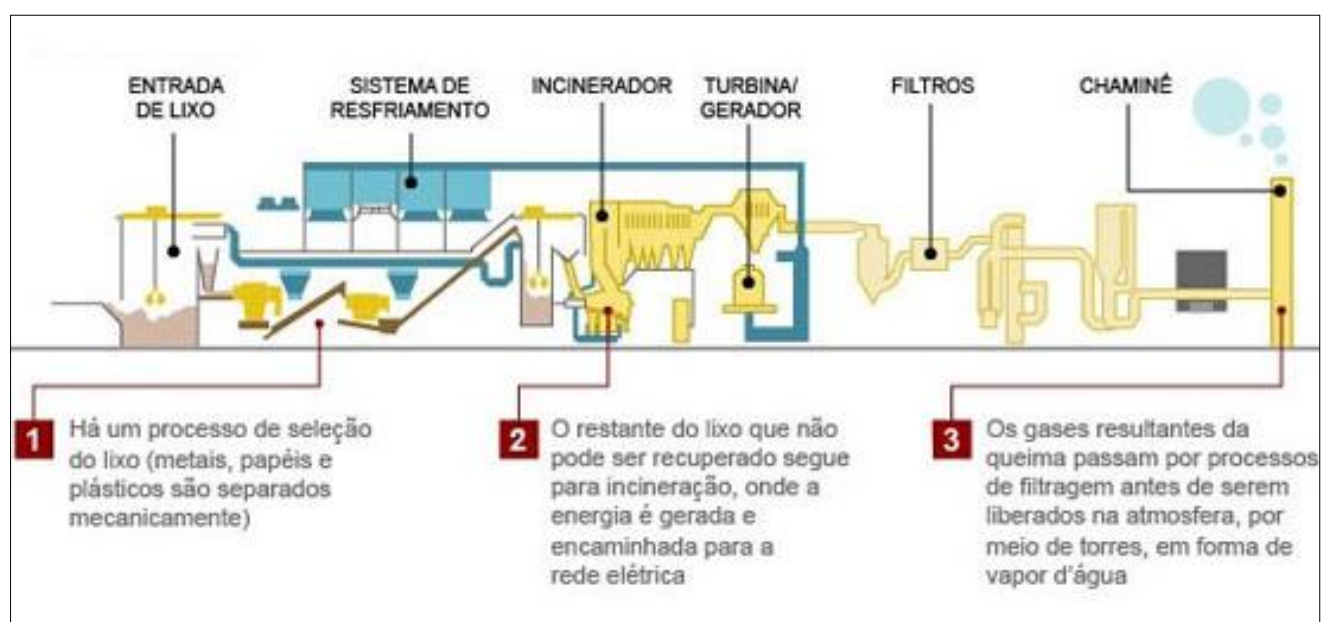 ENTRADA
DE LIXO
SISTEMA DE
RESFRIAMENTO
INCINERADOR
TURBINA/
GERADOR
FILTROS
CHAMINÉ
1
Há um processo de seleção
do lixo (metais, papéis e
plásticos são separados
mecanicamente)
2
O restante do lixo que não
pode ser recuperado segue
para incineração, onde a
energia é gerada e
encaminhada para a
rede elétrica
3
Os gases resultantes da
queima passam por processos
de filtragem antes de serem
liberados na atmosfera, por
meio de torres, em forma de
vapor d'água